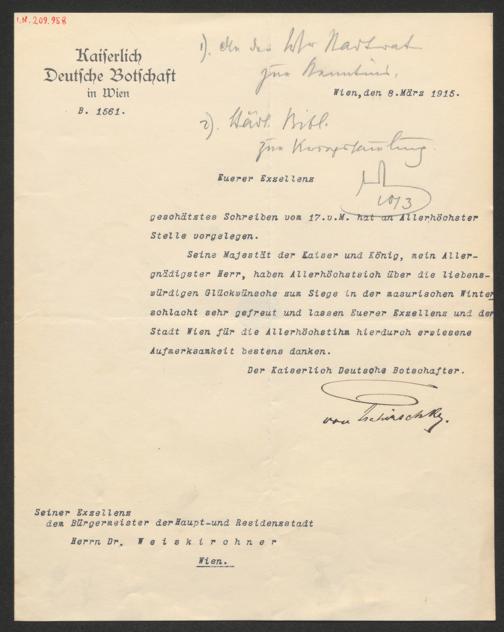 I.N. 209.958
Kaiserlich
Deutsche Botschaft
in Wien
B. 1561.
1). An den
zur Kenntnis.
Wien, den 8.März 1915.
2). Städt. Bibl.
zur
Euerer Exzellenz
10/3
geschätztes Schreiben vom 17.v.M. hat an Allerhöchster
Stelle vorgelegen.
Seine Majestät der Kaiser und König, mein Aller-
gnädigster Herr, haben Allerhöchstsich über die liebens-
würdigen Glückwünsche zum Siege in der masurischen Winter
schlacht sehr gefreut und lassen Euerer Exzellenz und der
Stadt Wien für die Allerhöchstihm hierdurch erwiesene
Aufmerksamkeit bestens danken.
Der Kaiserlich Deutsche Botschafter.
von Tschirschky.
Seiner Exzellenz
dem Bürgermeister der Haupt-und Residenzstadt
Herrn Dr. Weiskirchner
Wien.